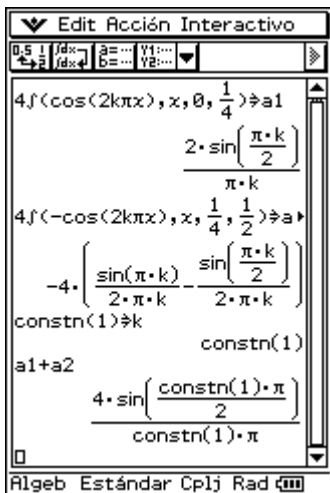 Edit Acción Interactivo
4∫(cos(2kπx),x,0,1/4)⇒a1
2·sin(π·k/2)/π·k
4∫(-cos(2kπx),x,1/4,1/2)⇒a▸
-4·(sin(π·k)/2·π·k-sin(π·k/2)/2·π·k)
constn(1)⇒k
constn(1)
a1+a2
4·sin(constn(1)·π/2)/constn(1)·π
Algeb Estándar Cplj Rad